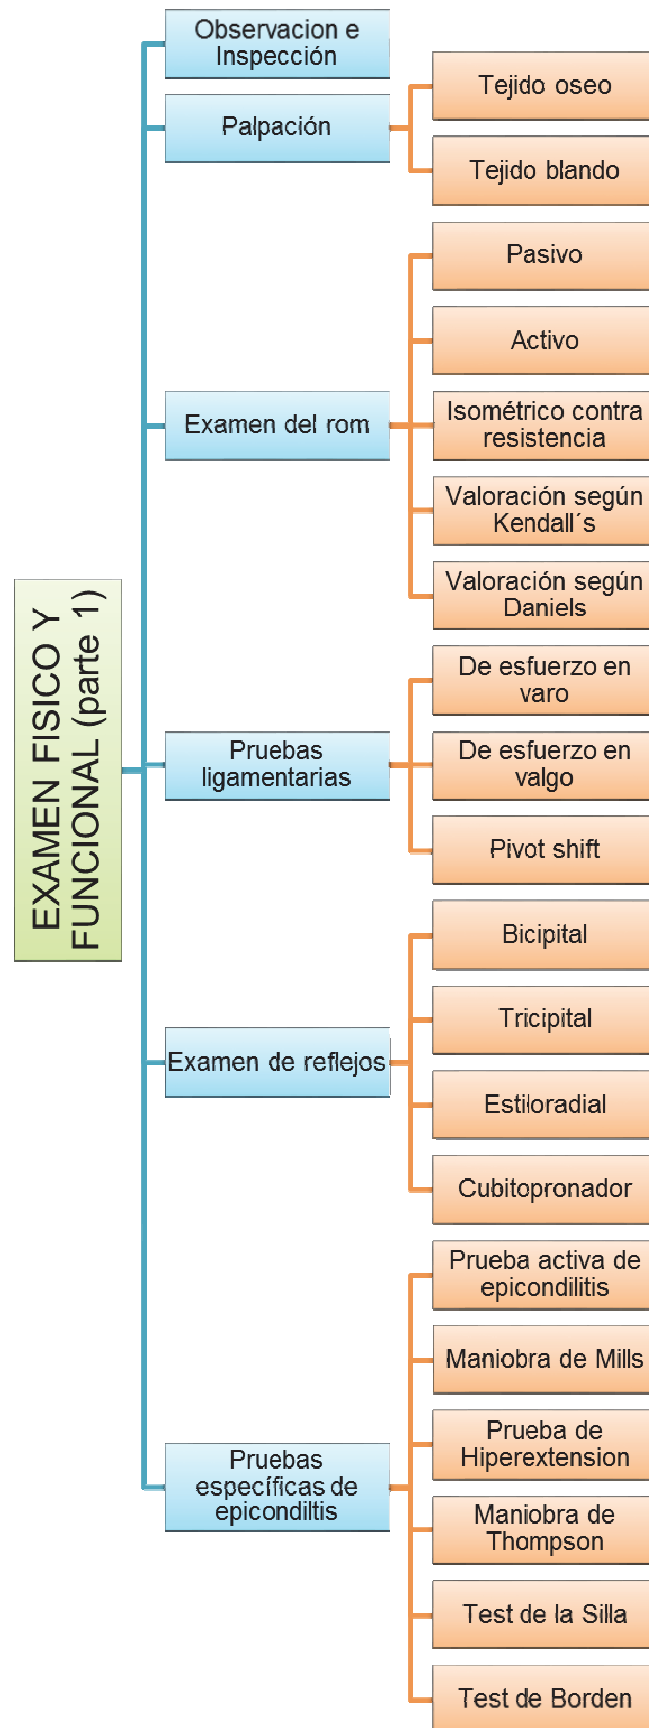 EXAMEN FISICO Y
FUNCIONAL (parte 1)
Observacion e
Inspección
Palpación
Tejido oseo
Tejido blando
Examen del rom
Pasivo
Activo
Isométrico contra
resistencia
Valoración según
Kendall´s
Valoración según
Daniels
Pruebas
ligamentarias
De esfuerzo en
varo
De esfuerzo en
valgo
Pivot shift
Examen de reflejos
Bicipital
Tricipital
Estiloradial
Cubitopronador
Pruebas
específicas de
epicondiltis
Prueba activa de
epicondilitis
Maniobra de Mills
Prueba de
Hiperextension
Maniobra de
Thompson
Test de la Silla
Test de Borden